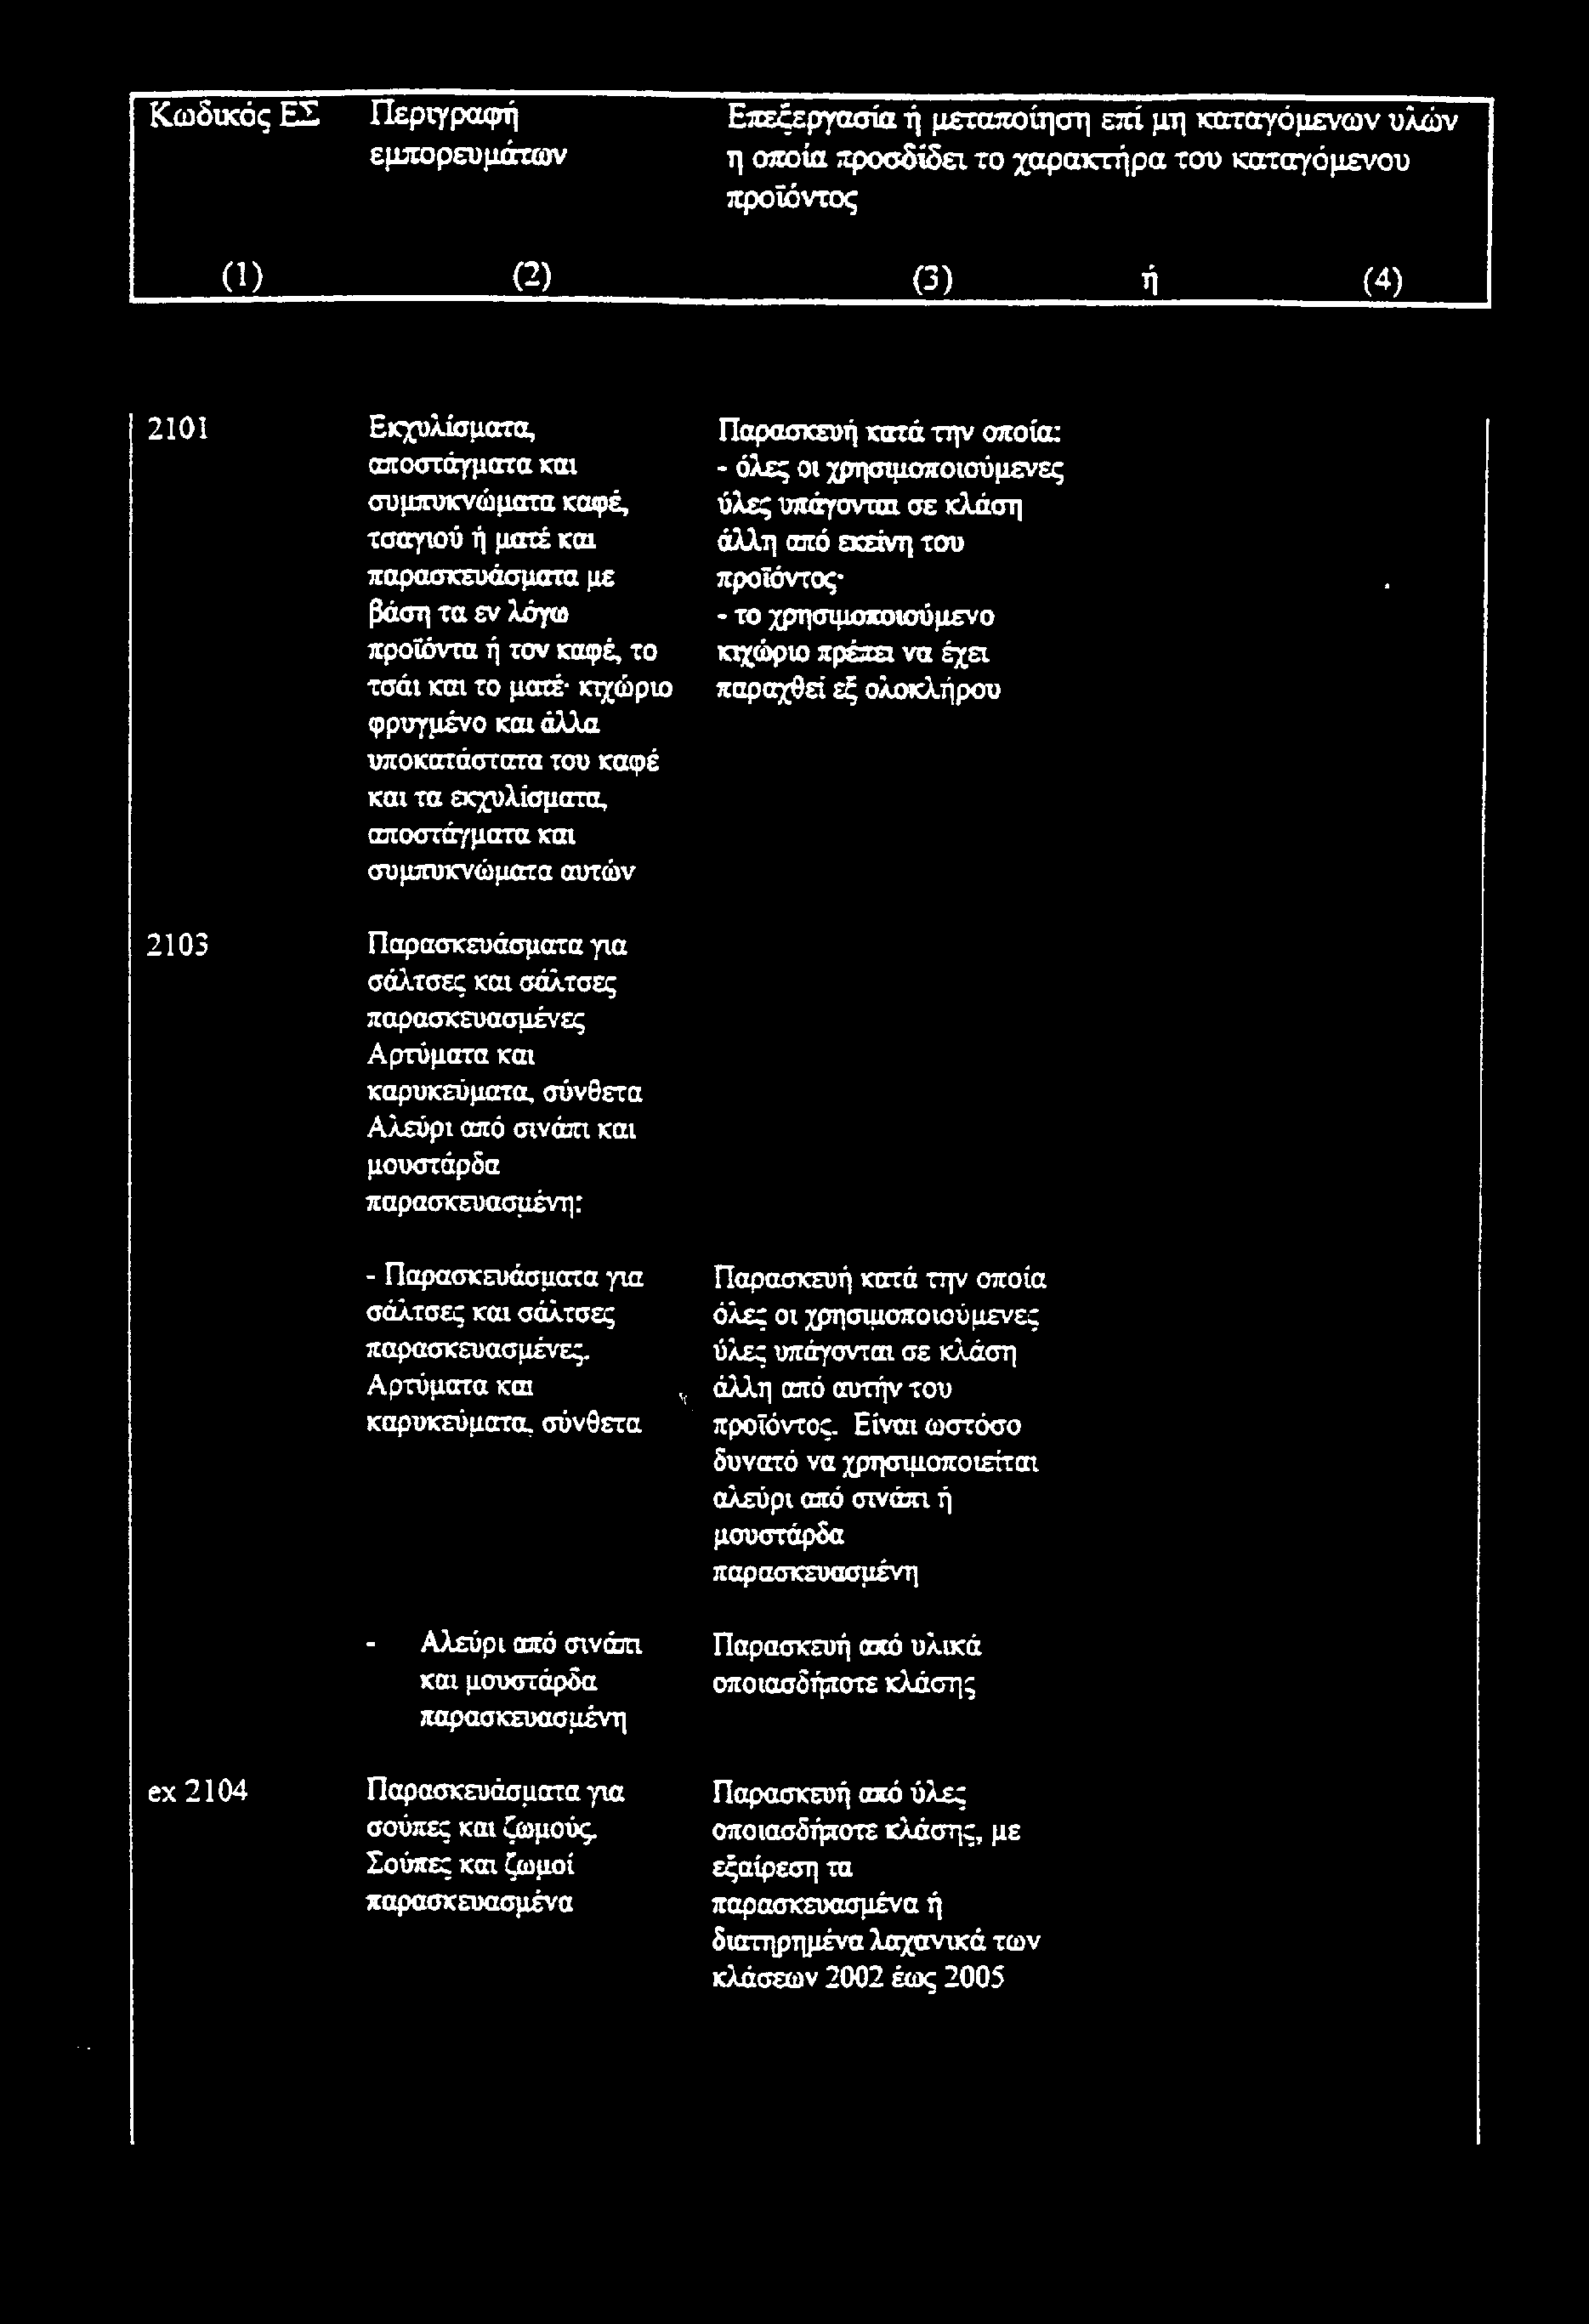 Κωδικός ΕΣ
Περιγραφή
εμπορευμάτων
Επεξεργασία ή μεταποίηση επί μη καταγόμενων υλών
η οποία προσδίδει το χαρακτήρα του καταγόμενου
προϊόντος
(1) (2) (3) ή (4)
2101
Εκχυλίσματα,
αποστάγματα και
συμπυκνώματα καφέ,
τσαγιού ή ματέ και
παρασκευάσματα με
βάση τα εν λόγω
προϊόντα ή τον καφέ, το
τσάι και το ματέ· κιχώριο
φρυγμένο και άλλα
υποκατάστατα του καφέ
και τα εκχυλίσματα,
αποστάγματα και
συμπυκνώματα αυτών
Παρασκευή κατά την οποία:
- όλες οι χρησιμοποιούμενες
ύλες υπάγονται σε κλάση
άλλη από εκείνη του
προϊόντος·
- το χρησιμοποιούμενο
κιχώριο πρέπει να έχει
παραχθεί εξ ολοκλήρου
2103
Παρασκευάσματα για
σάλτσες και σάλτσες
παρασκευασμένες
Αρτύματα και
καρυκεύματα, σύνθετα
Αλεύρι από σινάπι και
μουστάρδα
παρασκευασμένη:
- Παρασκευάσματα για
σάλτσες και σάλτσες
παρασκευασμένες.
Αρτύματα και
καρυκεύματα, σύνθετα
Παρασκευή κατά την οποία
όλες οι χρησιμοποιούμενες
ύλες υπάγονται σε κλάση
άλλη από αυτήν του
προϊόντος. Είναι ωστόσο
δυνατό να χρησιμοποιείται
αλεύρι από σινάπι ή
μουστάρδα
παρασκευασμένη
- Αλεύρι από σινάπι
και μουστάρδα
παρασκευασμένη
Παρασκευή από υλικά
οποιασδήποτε κλάσης
ex 2104
Παρασκευάσματα για
σούπες και ζωμούς.
Σούπες και ζωμοί
παρασκευασμένα
Παρασκευή από ύλες
οποιασδήποτε κλάσης, με
εξαίρεση τα
παρασκευασμένα ή
διατηρημένα λαχανικά των
κλάσεων 2002 έως 2005